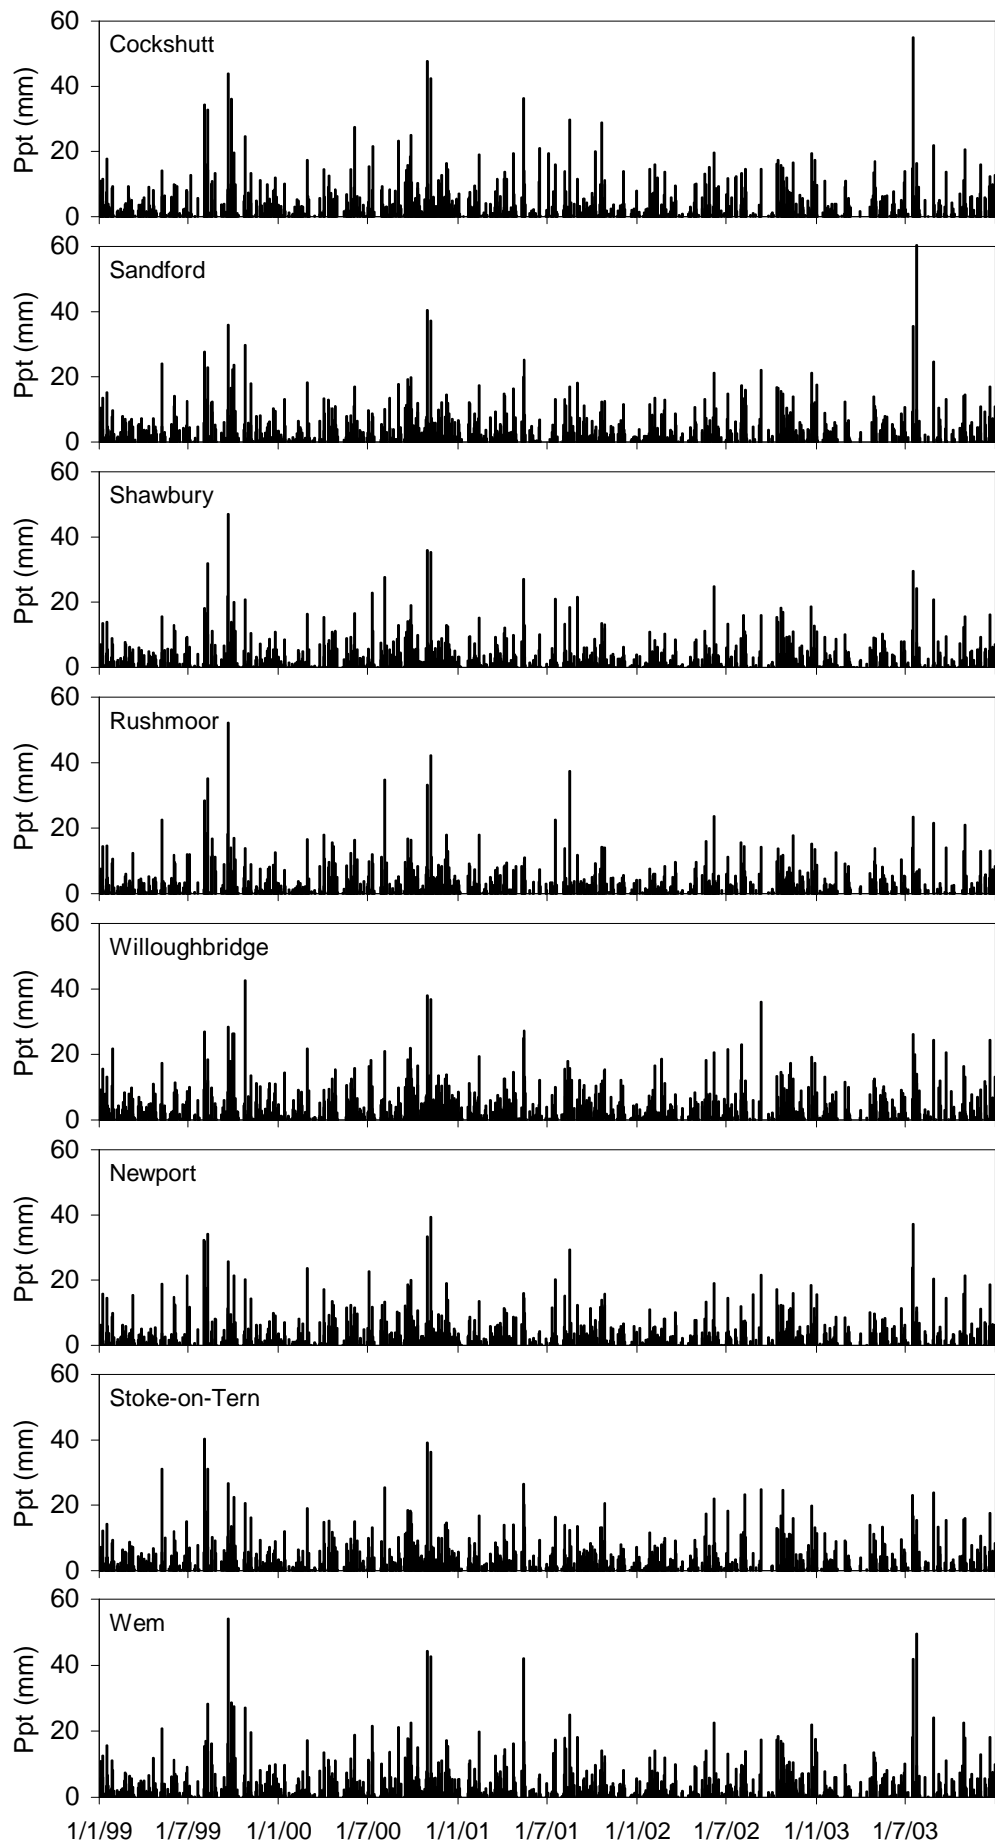 60
Cockshutt
40
20
0
Ppt (mm)
60
Sandford
40
20
0
Ppt (mm)
60
Shawbury
40
20
0
Ppt (mm)
60
Rushmoor
40
20
0
Ppt (mm)
60
Willoughbridge
40
20
0
Ppt (mm)
60
Newport
40
20
0
Ppt (mm)
60
Stoke-on-Tern
40
20
0
Ppt (mm)
60
Wem
40
20
0
Ppt (mm)
1/1/99 1/7/99 1/1/00 1/7/00 1/1/01 1/7/01 1/1/02 1/7/02 1/1/03 1/7/03